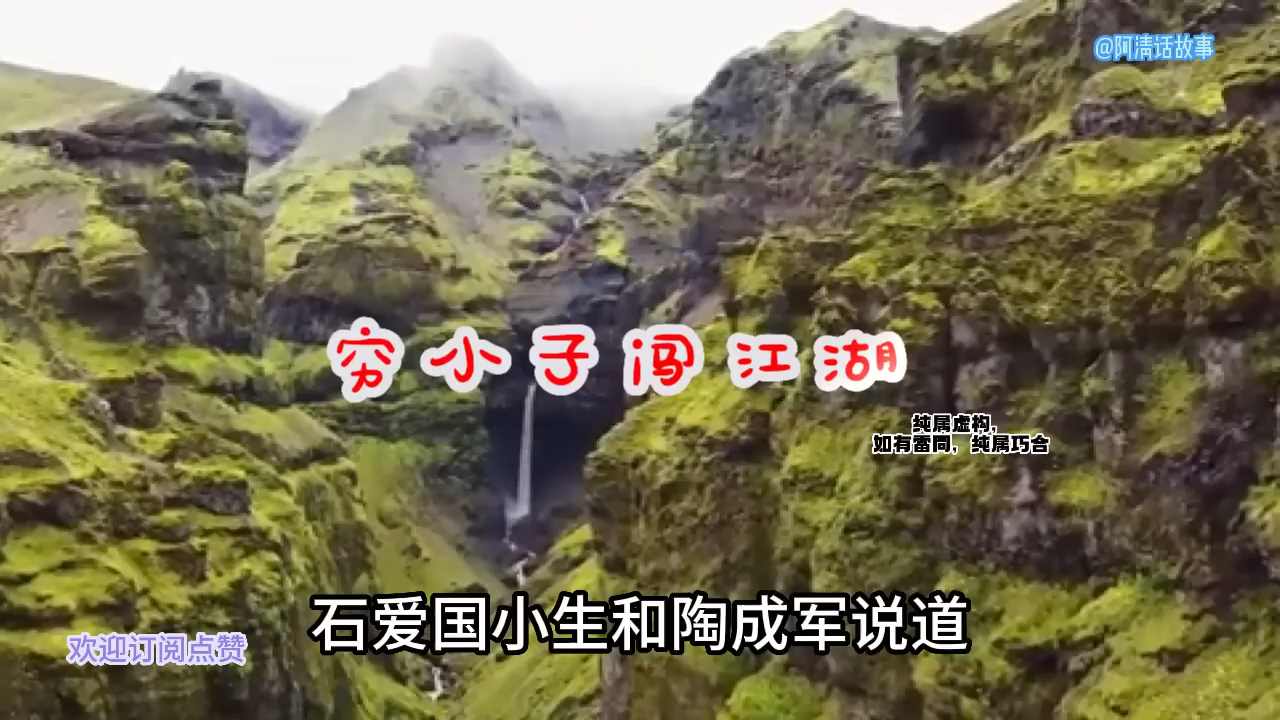 @阿清话故事
穷小子闯江湖
纯属虚构，
如有雷同，纯属巧合
石爱国小生和陶成军说道
欢迎订阅点赞